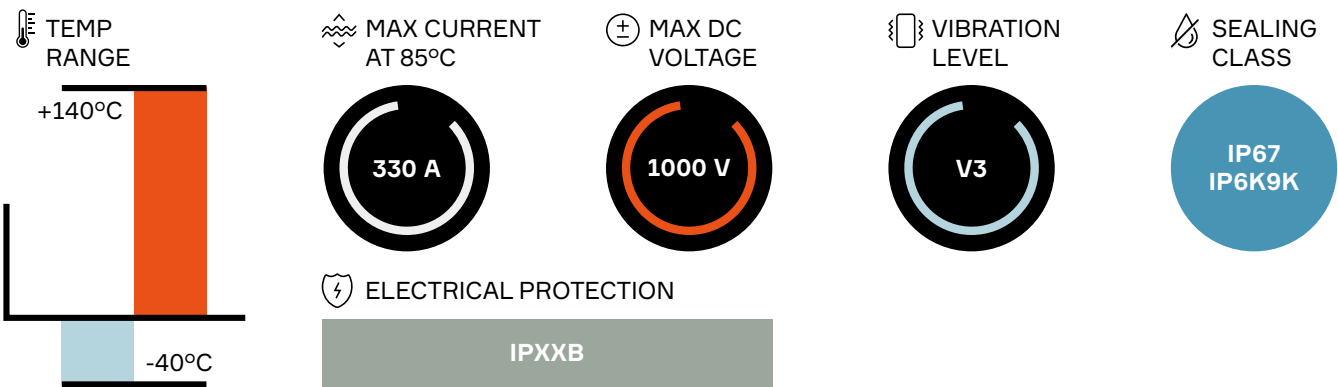 TEMP
RANGE
+140°C
-40°C
MAX CURRENT
AT 85°C
330 A
MAX DC
VOLTAGE
1000 V
VIBRATION
LEVEL
V3
SEALING
CLASS
IP67
IP6K9K
ELECTRICAL PROTECTION
IPXXB